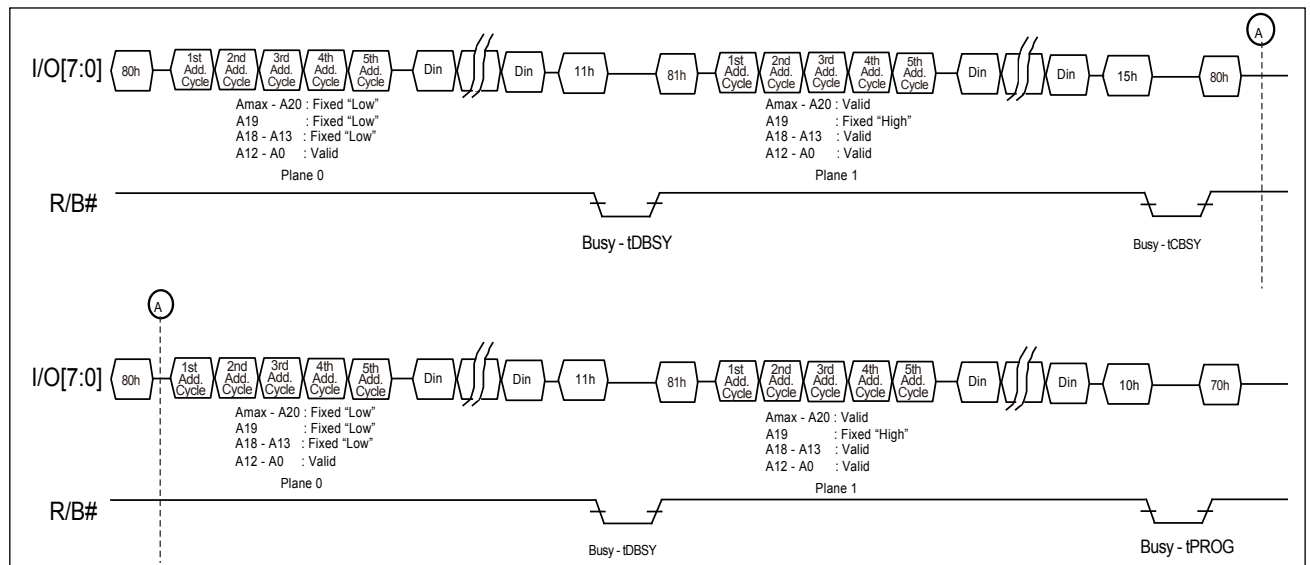 A
I/O[7:0] 80h 1st Add. Cycle 2nd Add. Cycle 3rd Add. Cycle 4th Add. Cycle 5th Add. Cycle Din Din 11h 81h 1st Add. Cycle 2nd Add. Cycle 3rd Add. Cycle 4th Add. Cycle 5th Add. Cycle Din Din 15h 80h
Amax - A20 : Fixed “Low”
A19 : Fixed “Low”
A18 - A13 : Fixed “Low”
A12 - A0 : Valid
Plane 0
Amax - A20 : Valid
A19 : Fixed “High”
A18 - A13 : Valid
A12 - A0 : Valid
Plane 1
R/B#
Busy - tDBSY
Busy - tCBSY
A
I/O[7:0] 80h 1st Add. Cycle 2nd Add. Cycle 3rd Add. Cycle 4th Add. Cycle 5th Add. Cycle Din Din 11h 81h 1st Add. Cycle 2nd Add. Cycle 3rd Add. Cycle 4th Add. Cycle 5th Add. Cycle Din Din 10h 70h
Amax - A20 : Fixed “Low”
A19 : Fixed “Low”
A18 - A13 : Fixed “Low”
A12 - A0 : Valid
Plane 0
Amax - A20 : Valid
A19 : Fixed “High”
A18 - A13 : Valid
A12 - A0 : Valid
Plane 1
R/B#
Busy - tDBSY
Busy - tPROG